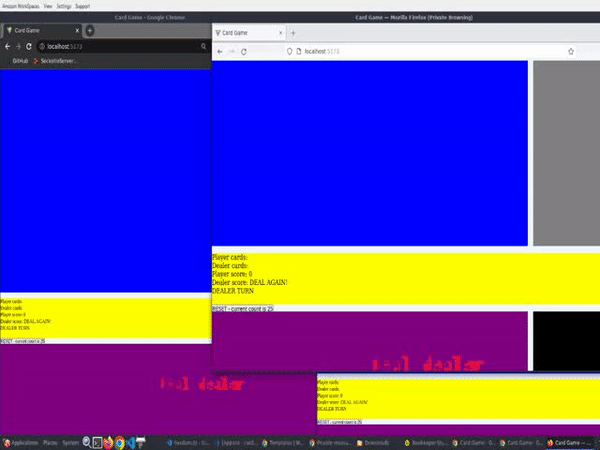 Amazon WorkSpaces View Settings Support
Card Game - Google Chrome
Card Game — Mozilla Firefox (Private Browsing)
Card Game
Card Game
localhost:5173
localhost:5173
GitHub
Player cards:
Dealer cards:
Player score: 0
Dealer score: DEAL AGAIN!
DEALER TURN
RESET - current count is 25
Player cards:
Dealer cards:
Player score: 0
Dealer score: DEAL AGAIN!
DEALER TURN
RESET - current count is 25
dealer
dealer
Player cards:
Dealer cards:
Player score: 0
Dealer score: DEAL AGAIN!
DEALER TURN
RESET - current count is 25
Applications Places System
Card Game -
Card Game -
Card Game —